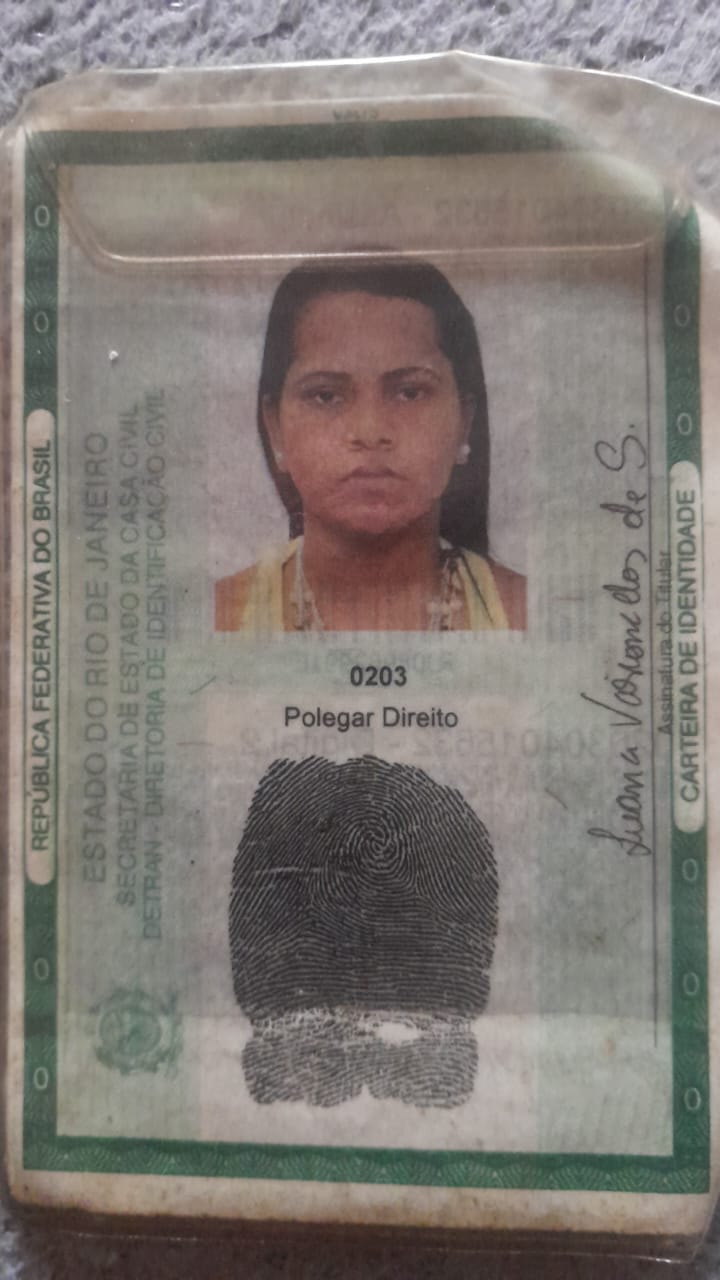 REPÚBLICA FEDERATIVA DO BRASIL
ESTADO DO RIO DE JANEIRO
SECRETARIA DE ESTADO DA CASA CIVIL
DETRAN - DIRETORIA DE IDENTIFICAÇÃO CIVIL
0203
Polegar Direito
Luana Vasconcellos de S.
Assinatura do Titular
CARTEIRA DE IDENTIDADE